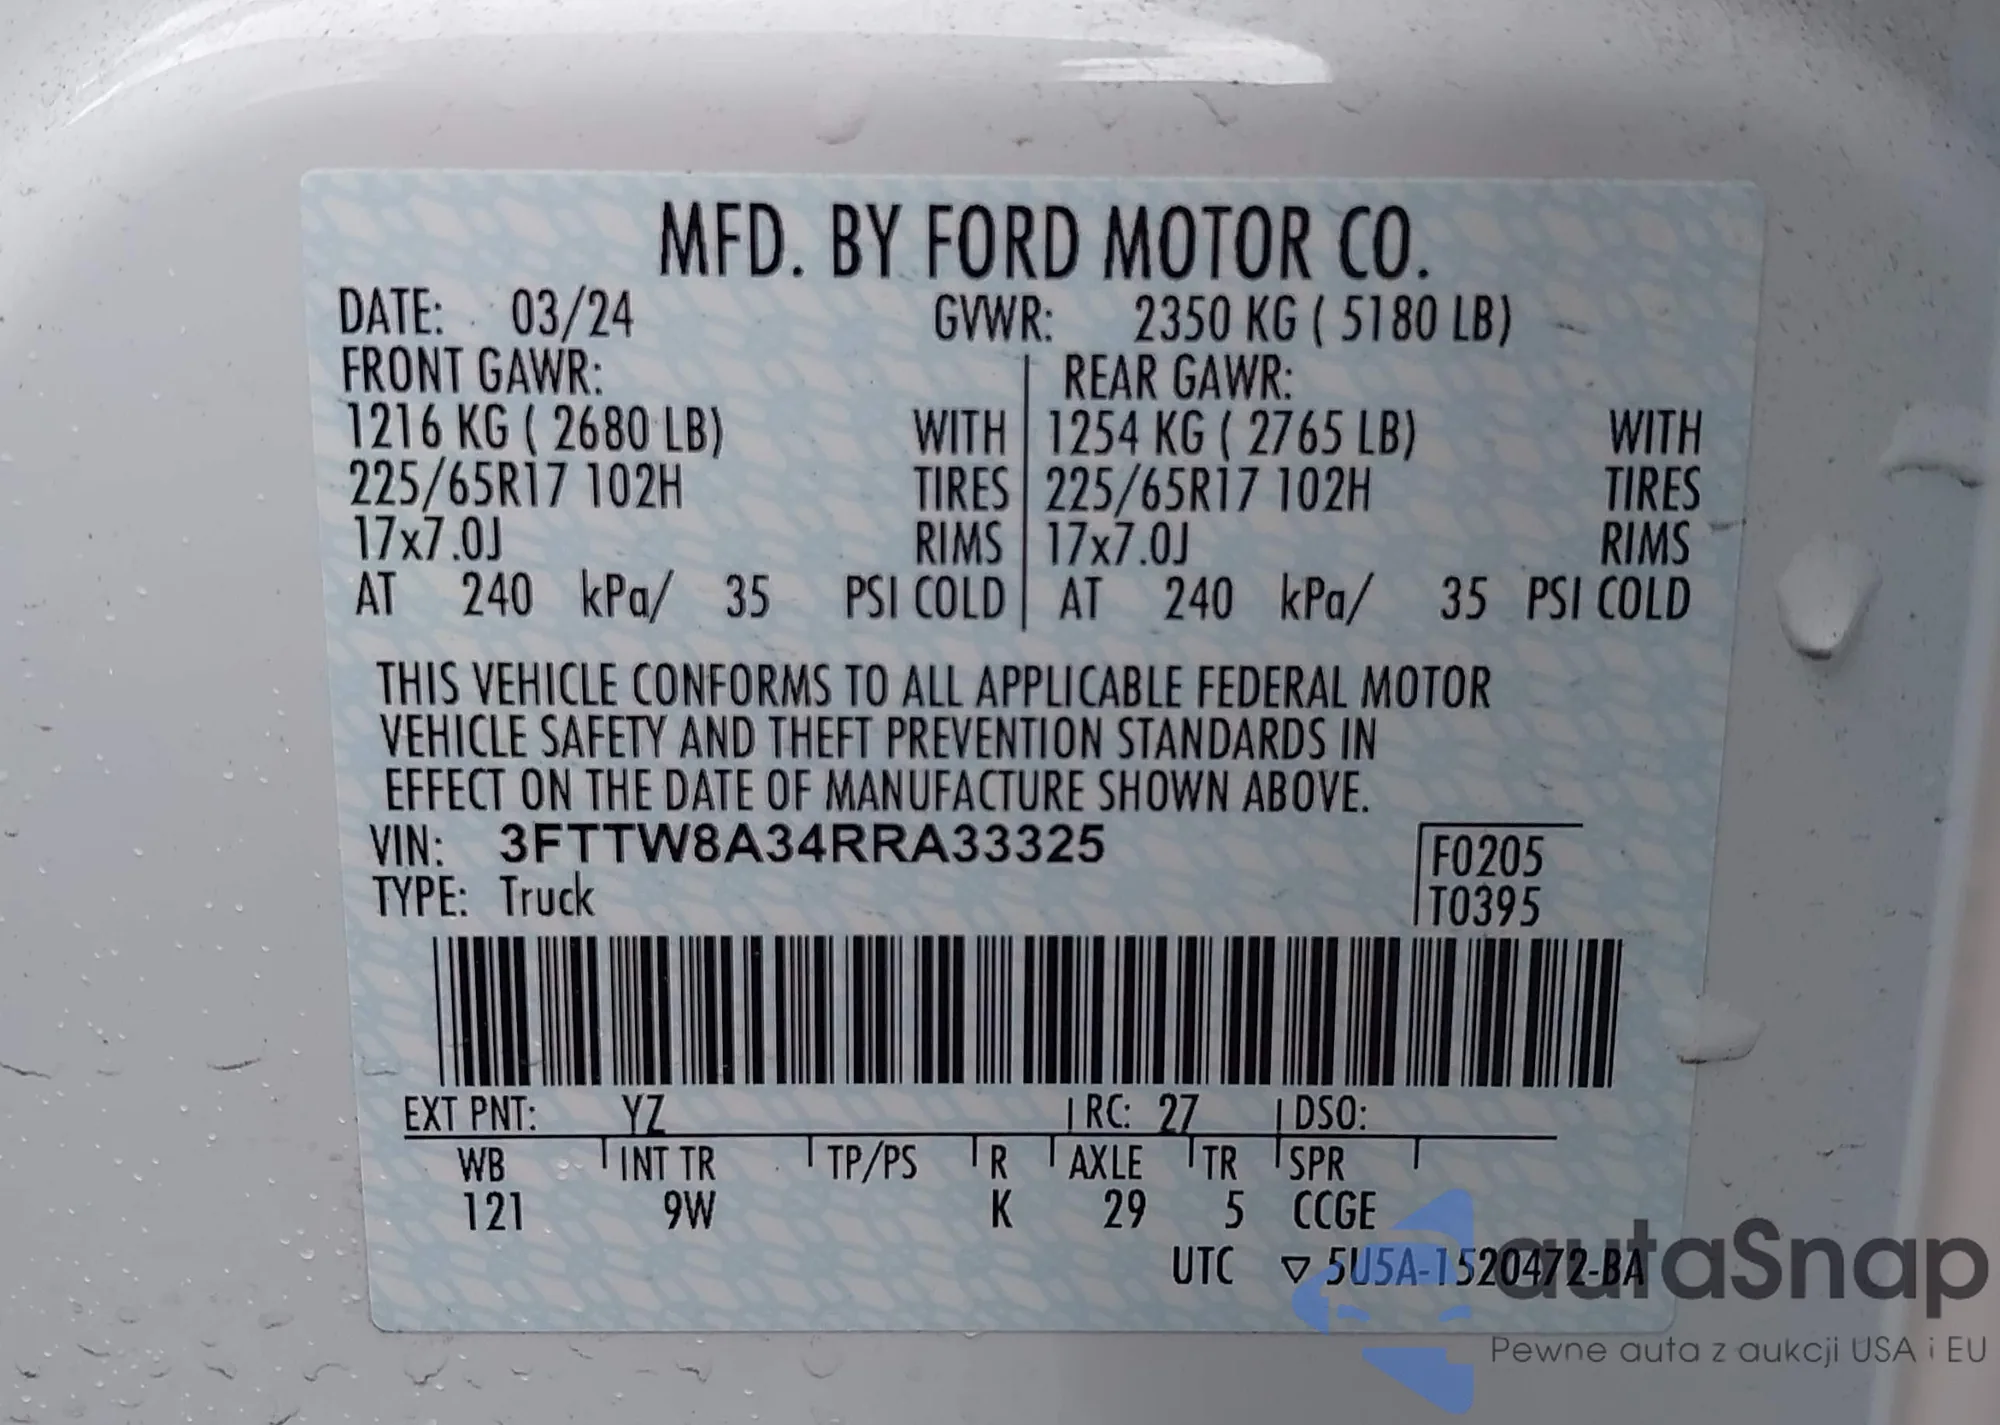 MFD. BY FORD MOTOR CO.
DATE: 03/24 GVWR: 2350 KG ( 5180 LB)
FRONT GAWR: REAR GAWR:
1216 KG ( 2680 LB) WITH 1254 KG ( 2765 LB) WITH
225/65R17 102H TIRES 225/65R17 102H TIRES
17x7.0J RIMS 17x7.0J RIMS
AT 240 kPa/ 35 PSI COLD AT 240 kPa/ 35 PSI COLD
THIS VEHICLE CONFORMS TO ALL APPLICABLE FEDERAL MOTOR
VEHICLE SAFETY AND THEFT PREVENTION STANDARDS IN
EFFECT ON THE DATE OF MANUFACTURE SHOWN ABOVE.
VIN: 3FTTW8A34RRA33325 F0205
TYPE: Truck T0395
EXT PNT: YZ RC: 27 DSO:
WB INT TR TP/PS R AXLE TR SPR
121 9W K 29 5 CCGE
UTC ▽ 5U5A-1520472-BA
autaSnap
Pewne auta z aukcji USA i EU